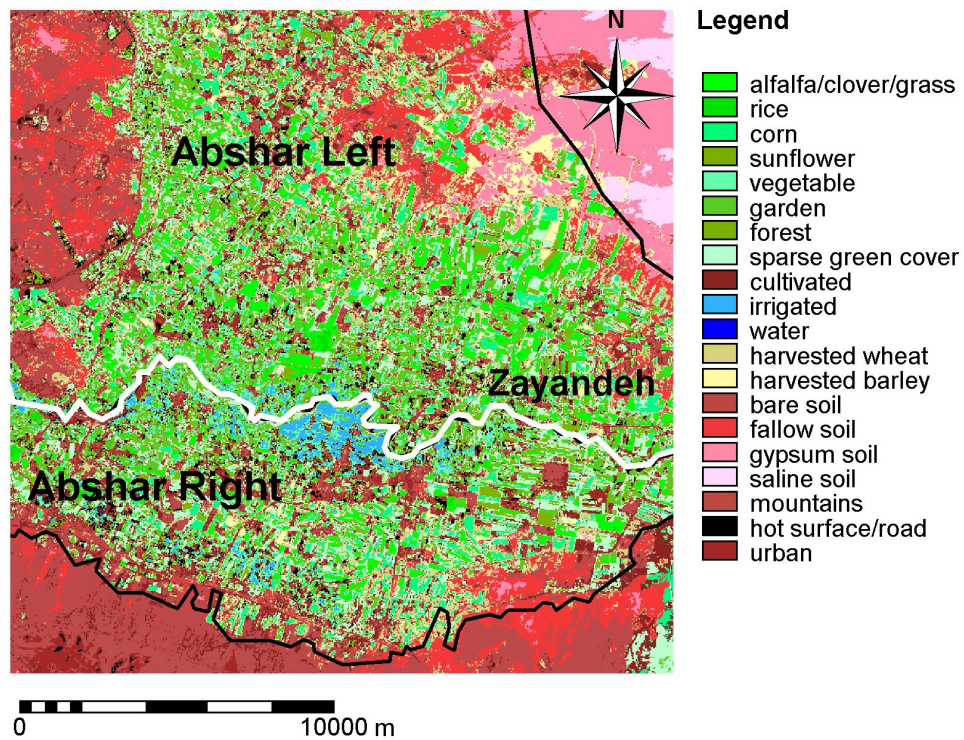 N
Abshar Left
Zayandeh
Abshar Right
0 10000 m
Legend
alfalfa/clover/grass
rice
corn
sunflower
vegetable
garden
forest
sparse green cover
cultivated
irrigated
water
harvested wheat
harvested barley
bare soil
fallow soil
gypsum soil
saline soil
mountains
hot surface/road
urban